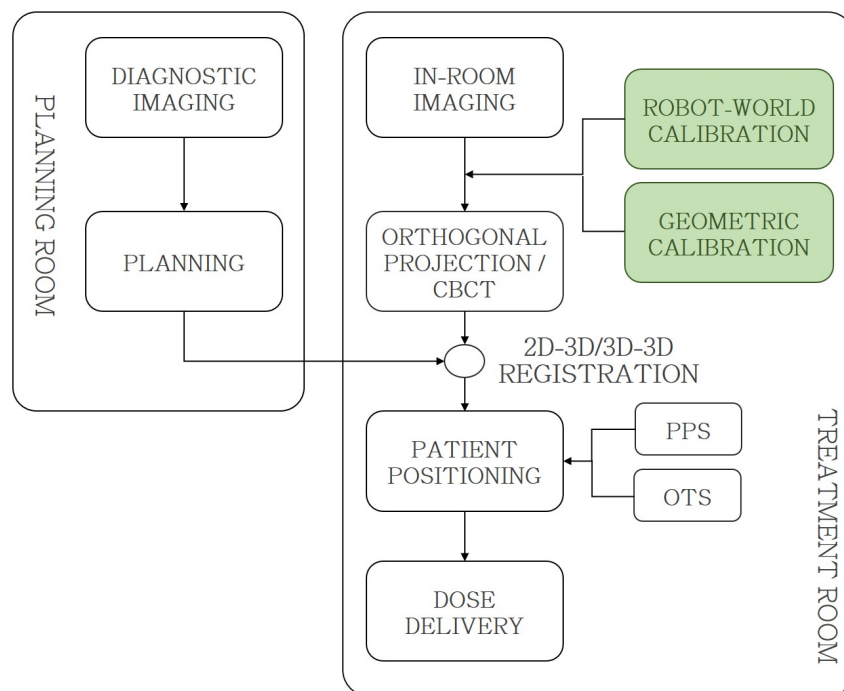 PLANNING ROOM
DIAGNOSTIC
IMAGING
PLANNING
IN-ROOM
IMAGING
ROBOT-WORLD
CALIBRATION
GEOMETRIC
CALIBRATION
ORTHOGONAL
PROJECTION /
CBCT
2D-3D/3D-3D
REGISTRATION
PATIENT
POSITIONING
PPS
OTS
DOSE
DELIVERY
TREATMENT ROOM